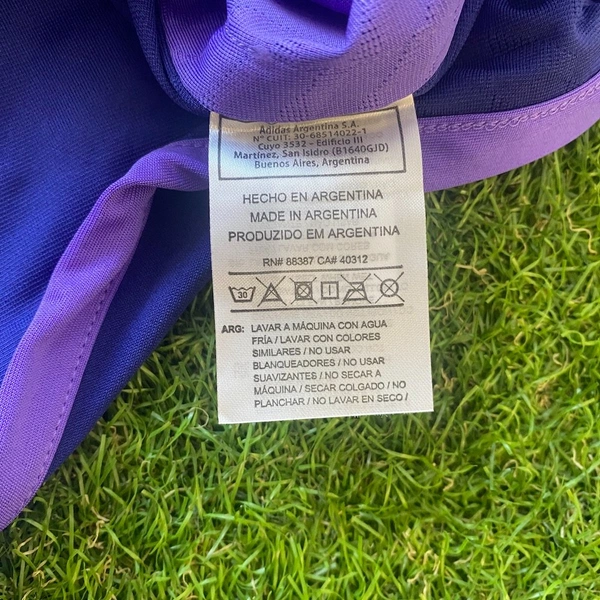 Adidas Argentina S.A.
N° CUIT: 30-68514022-1
Cuyo 3532 - Edificio III
Martínez, San Isidro (B1640GJD)
Buenos Aires, Argentina
HECHO EN ARGENTINA
MADE IN ARGENTINA
PRODUZIDO EM ARGENTINA
RN# 88387 CA# 40312
30
ARG: LAVAR A MÁQUINA CON AGUA
FRÍA / LAVAR CON COLORES
SIMILARES / NO USAR
BLANQUEADORES / NO USAR
SUAVIZANTES / NO SECAR A
MÁQUINA / SECAR COLGADO / NO
PLANCHAR / NO LAVAR EN SECO /